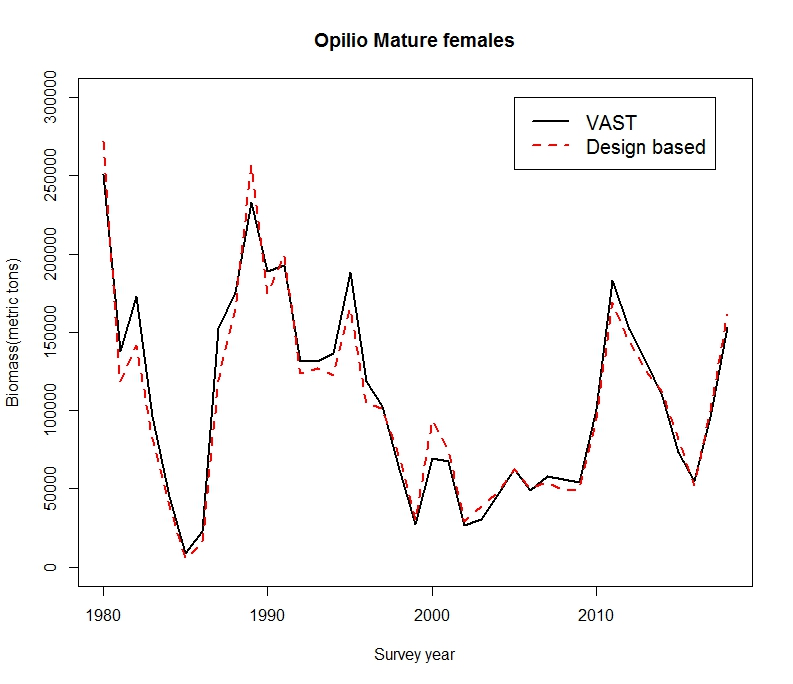 Opilio Mature females
VAST
Design based
Biomass(metric tons)
300000
250000
200000
150000
100000
50000
0
1980 1990 2000 2010
Survey year